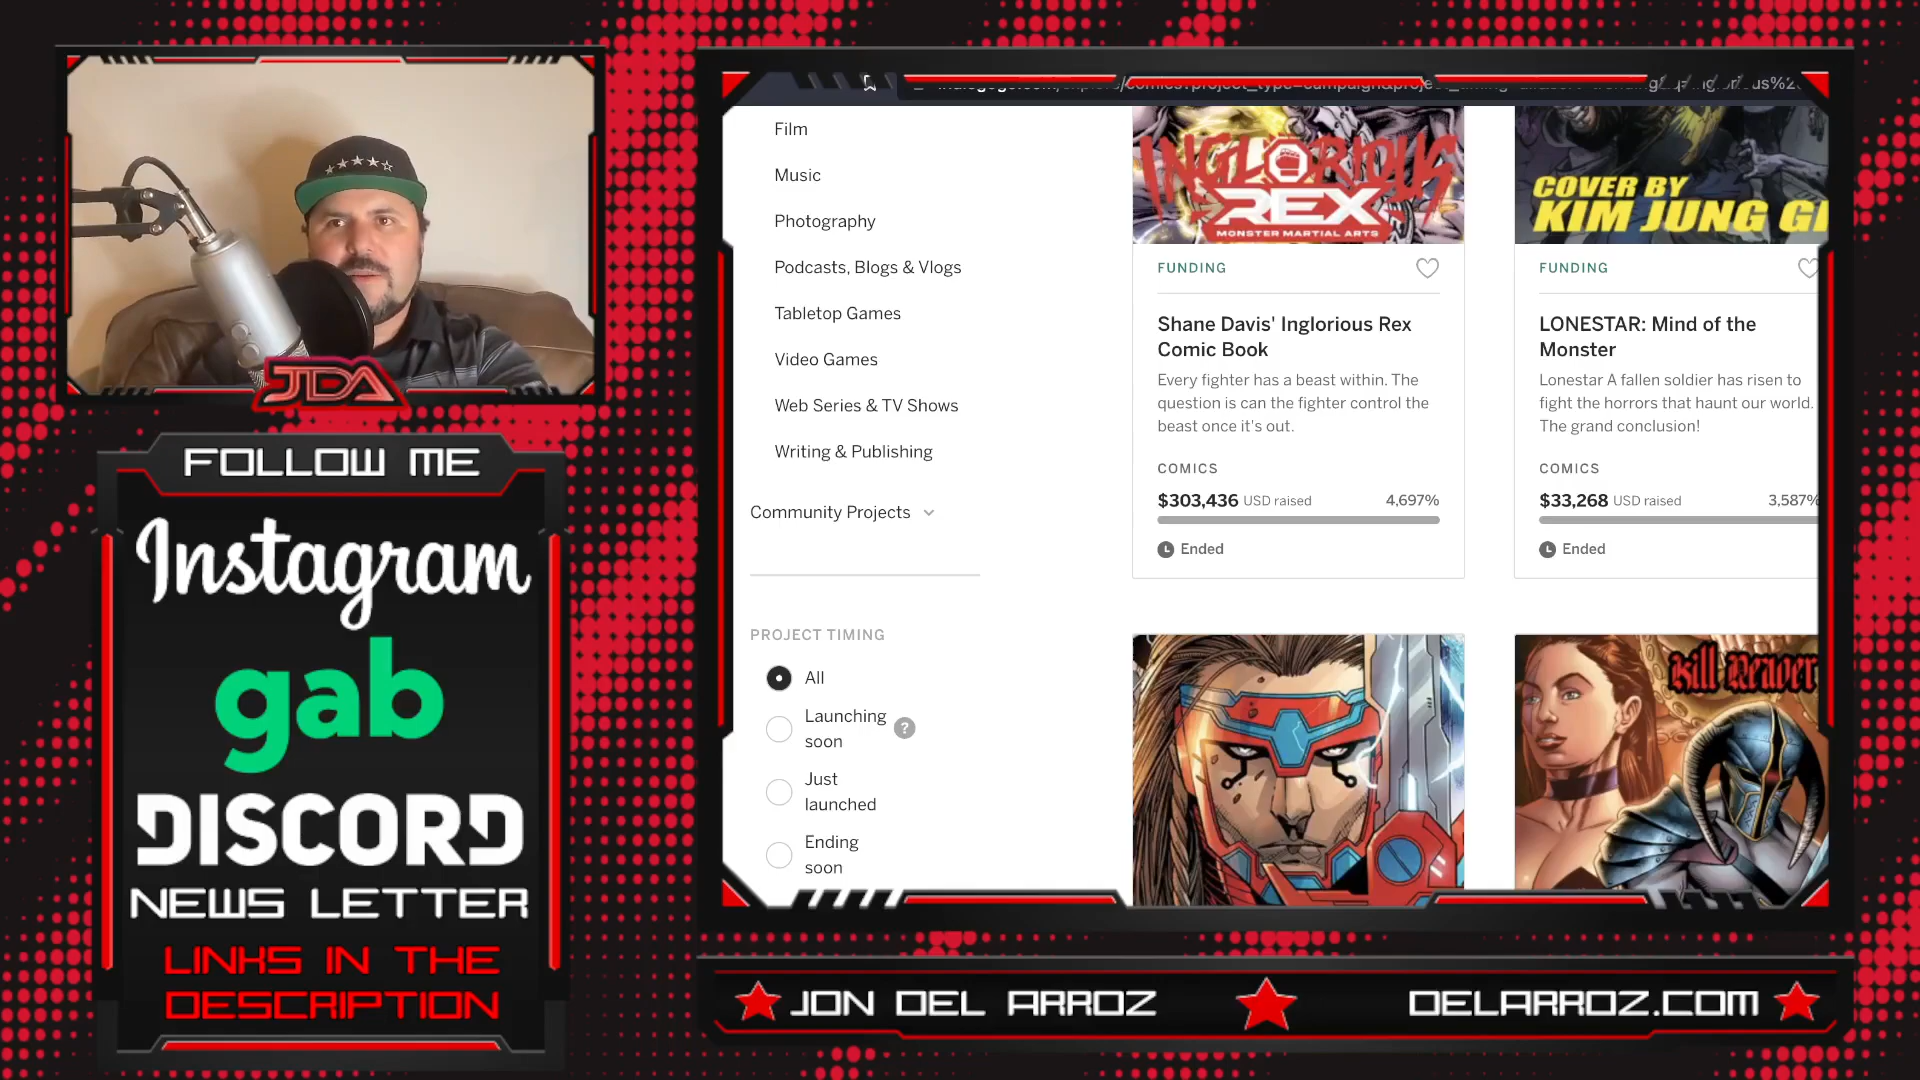 JDA
FOLLOW ME
Instagram
gab
DISCORD
NEWS LETTER
LINKS IN THE
DESCRIPTION
Film
Music
Photography
Podcasts, Blogs & Vlogs
Tabletop Games
Video Games
Web Series & TV Shows
Writing & Publishing
Community Projects
PROJECT TIMING
All
Launching
soon
?
Just
launched
Ending
soon
INGLORIOUS
REX
MONSTER MARTIAL ARTS
FUNDING
Shane Davis' Inglorious Rex
Comic Book
Every fighter has a beast within. The
question is can the fighter control the
beast once it's out.
COMICS
$303,436 USD raised 4,697%
Ended
COVER BY
KIM JUNG GI
FUNDING
LONESTAR: Mind of the
Monster
Lonestar A fallen soldier has risen to
fight the horrors that haunt our world.
The grand conclusion!
COMICS
$33,268 USD raised 3,587%
Ended
Kill Reaver
JON DEL ARROZ
DELARROZ.COM